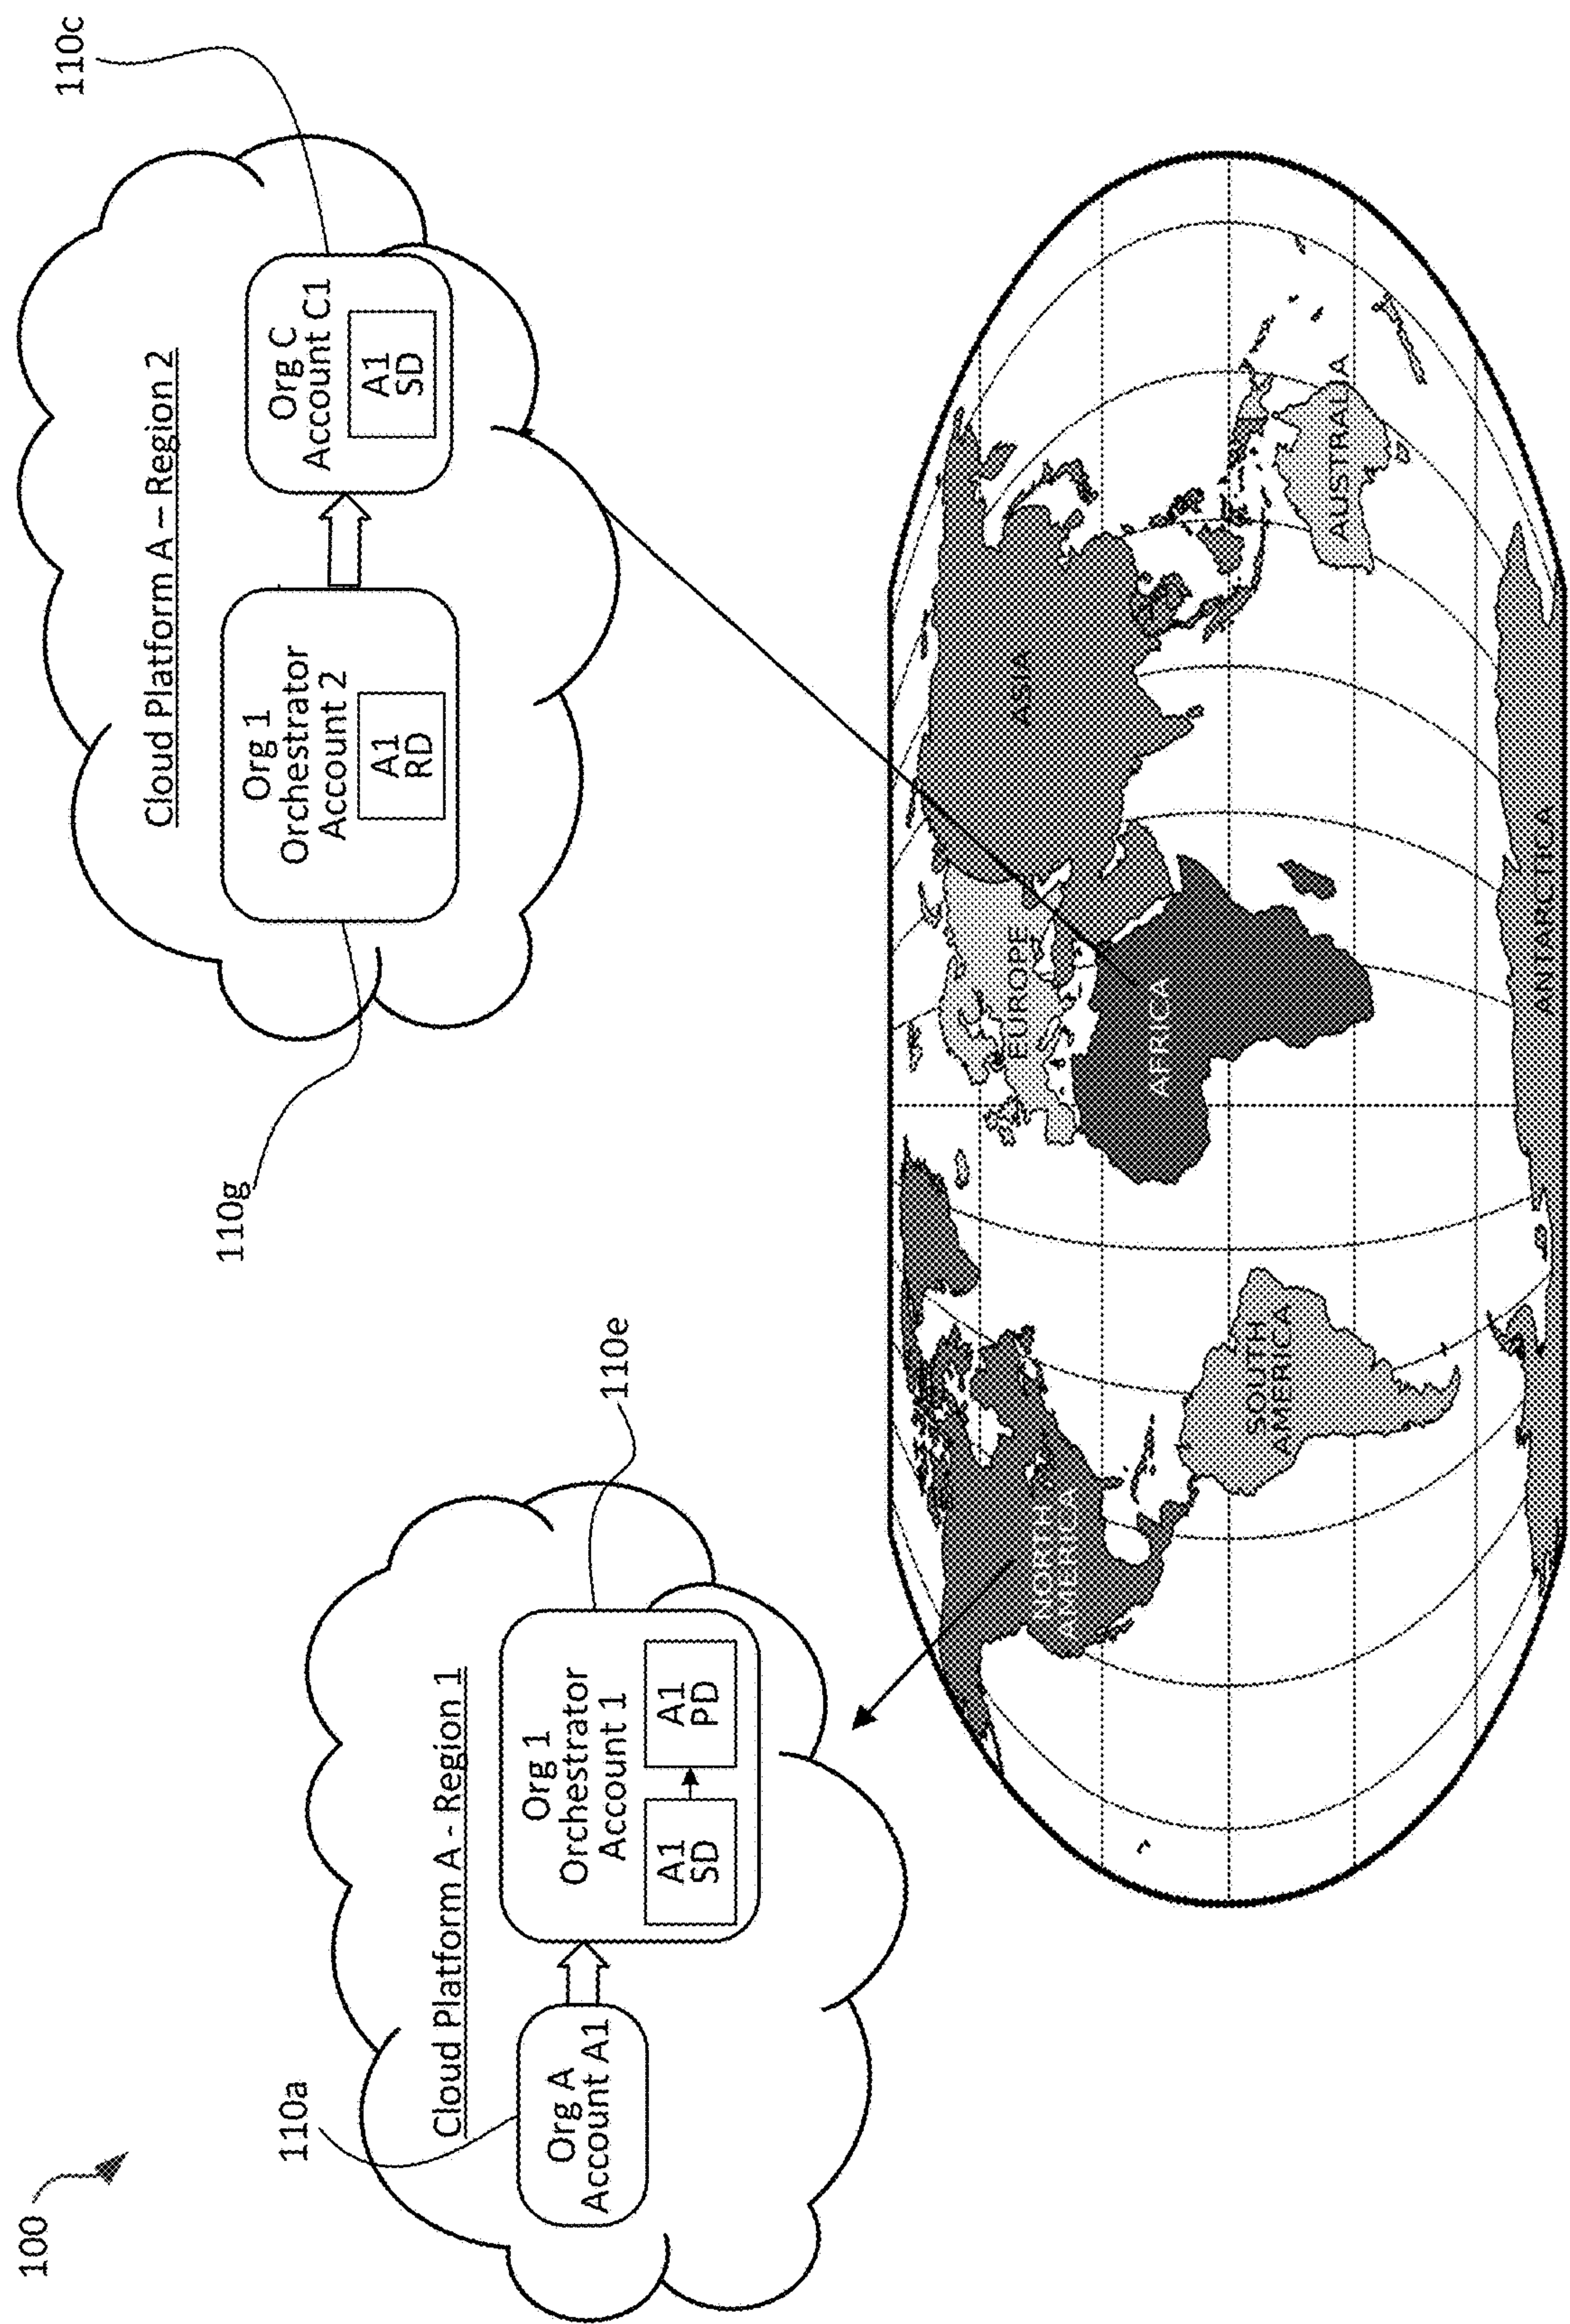 100
110a
Cloud Platform A - Region 1
Org A
Account A1
Org 1
Orchestrator
Account 1
A1
SD
A1
PD
110e
110g
Cloud Platform A – Region 2
Org 1
Orchestrator
Account 2
A1
RD
Org C
Account C1
A1
SD
110c
NORTH
AMERICA
SOUTH
AMERICA
EUROPE
AFRICA
ASIA
AUSTRALIA
ANTARCTICA